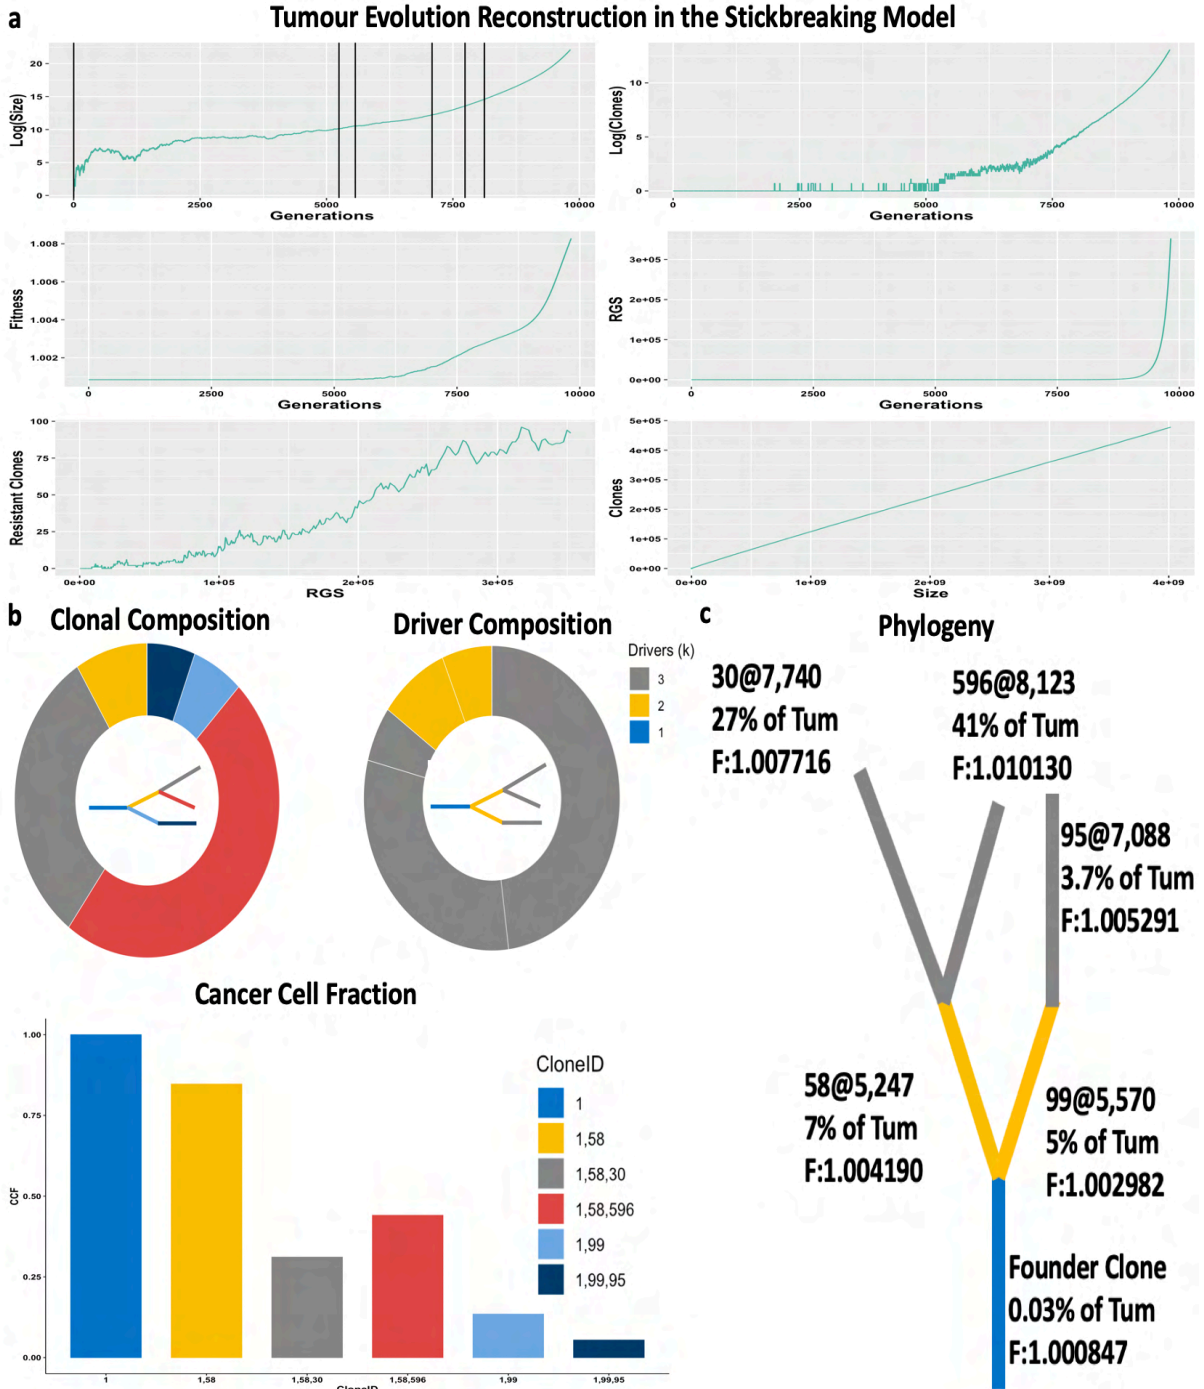 a
Tumour Evolution Reconstruction in the Stickbreaking Model
Log(Size)
20
15
10
5
0
0
2500
5000
7500
10000
Generations
Log(Clones)
10
5
0
0
2500
5000
7500
10000
Generations
Fitness
1.008
1.006
1.004
1.002
0
2500
5000
7500
10000
Generations
RGS
3e+05
2e+05
1e+05
0e+00
0
2500
5000
7500
10000
Generations
Resistant Clones
100
75
50
25
0
0e+00
1e+05
2e+05
3e+05
RGS
Clones
5e+05
4e+05
3e+05
2e+05
1e+05
0e+00
0e+00
1e+09
2e+09
3e+09
4e+09
Size
b
Clonal Composition
Driver Composition
Drivers (k)
3
2
1
c
Phylogeny
30@7,740
27% of Tum
F:1.007716
596@8,123
41% of Tum
F:1.010130
95@7,088
3.7% of Tum
F:1.005291
58@5,247
7% of Tum
F:1.004190
99@5,570
5% of Tum
F:1.002982
Founder Clone
0.03% of Tum
F:1.000847
Cancer Cell Fraction
CCF
1.00
0.75
0.50
0.25
0.00
1
1,58
1,58,30
1,58,596
1,99
1,99,95
CloneID
CloneID
1
1,58
1,58,30
1,58,596
1,99
1,99,95